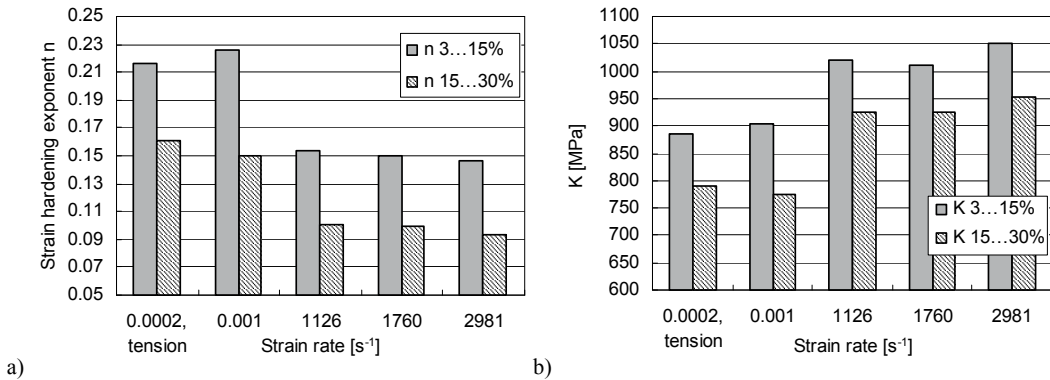 0.25
0.23
0.21
0.19
0.17
0.15
0.13
0.11
0.09
0.07
0.05
Strain hardening exponent n
n 3…15%
n 15…30%
0.0002, 0.001 1126 1760 2981
tension
Strain rate [s-1]
a)
1100
1050
1000
950
900
850
800
750
700
650
600
K [MPa]
K 3…15%
K 15…30%
0.0002, 0.001 1126 1760 2981
tension
Strain rate [s-1]
b)